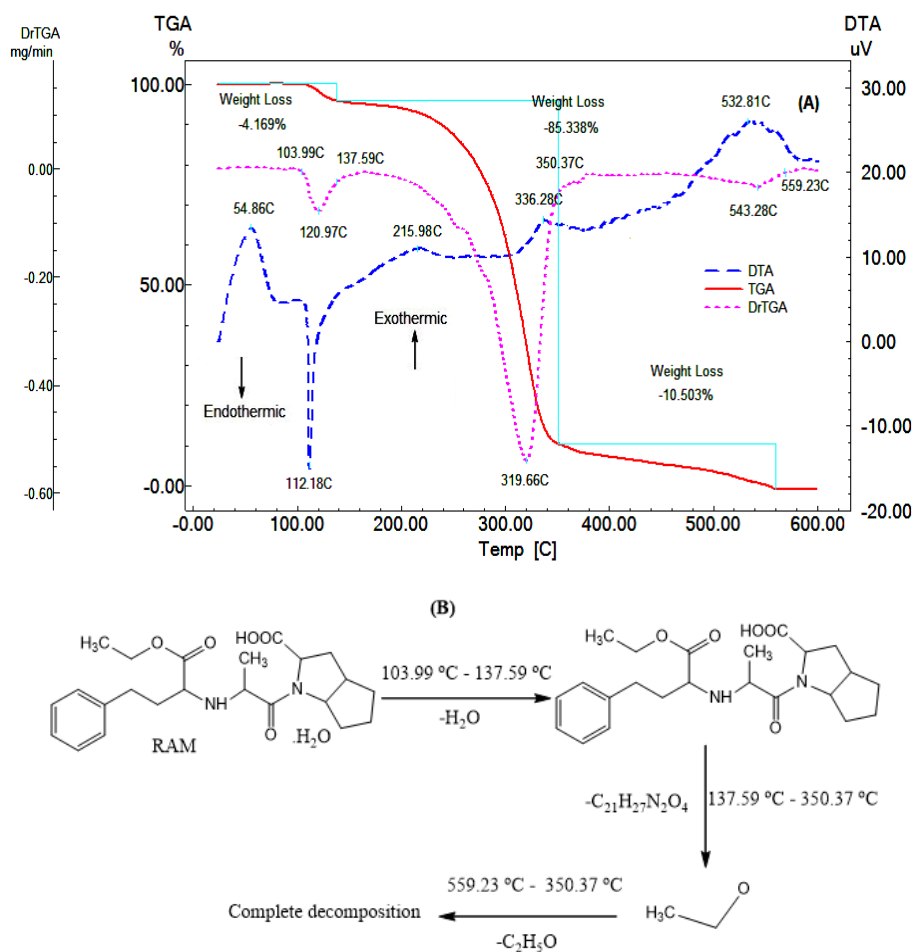 DrTGA
mg/min
TGA
%
DTA
uV
100.00
50.00
-0.00
0.00
-0.20
-0.40
-0.60
30.00
20.00
10.00
0.00
-10.00
-20.00
Weight Loss
-4.169%
Weight Loss
-85.338%
532.81C
(A)
103.99C
137.59C
350.37C
559.23C
54.86C
120.97C
215.98C
336.28C
543.28C
DTA
TGA
DrTGA
Exothermic
Endothermic
Weight Loss
-10.503%
112.18C
319.66C
-0.00
100.00
200.00
300.00
400.00
500.00
600.00
Temp [C]
(B)
H₃C
O
O
HOOC
CH₃
N
NH
O
.H₂O
RAM
103.99 ºC - 137.59 ºC
-H₂O
H₃C
O
O
HOOC
CH₃
N
NH
O
-C₂₁H₂₇N₂O₄
137.59 ºC - 350.37 ºC
H₃C
O
559.23 ºC - 350.37 ºC
-C₂H₅O
Complete decomposition